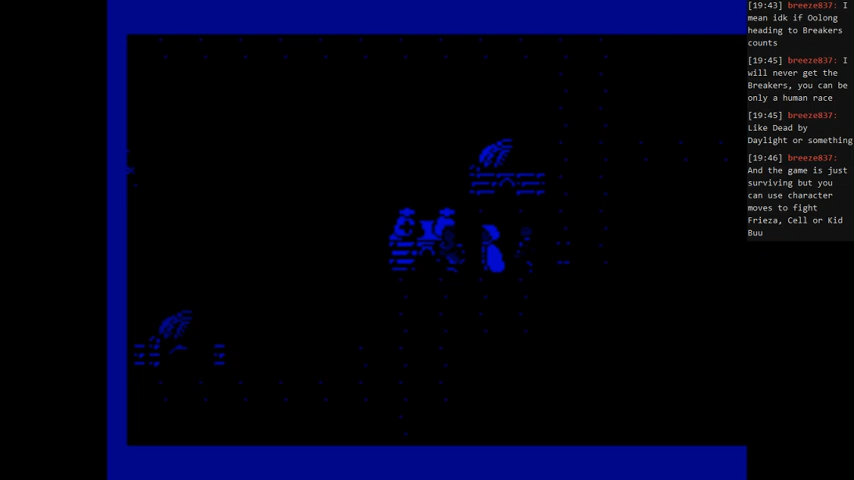 [19:43] breeze837: I
mean idk if Oolong
heading to Breakers
counts
[19:45] breeze837: I
will never get the
Breakers, you can be
only a human race
[19:45] breeze837:
Like Dead by
Daylight or something
[19:46] breeze837:
And the game is just
surviving but you
can use character
moves to fight
Frieza, Cell or Kid
Buu